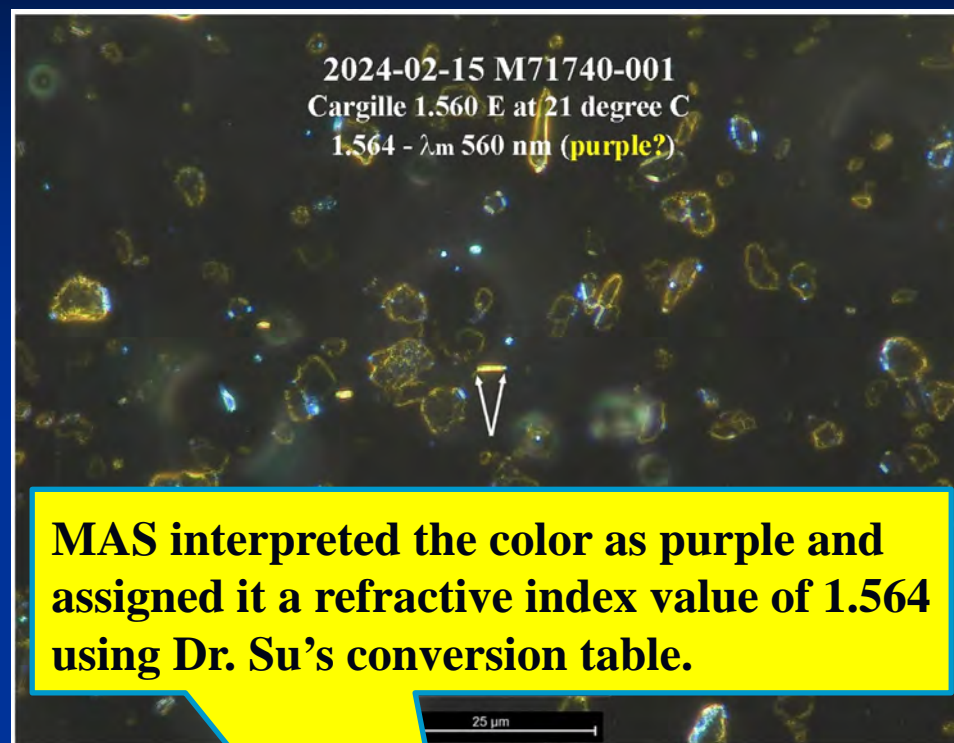 2024-02-15 M71740-001
Cargille 1.560 E at 21 degree C
1.564 - λm 560 nm (purple?)
MAS interpreted the color as purple and
assigned it a refractive index value of 1.564
using Dr. Su’s conversion table.
25 μm